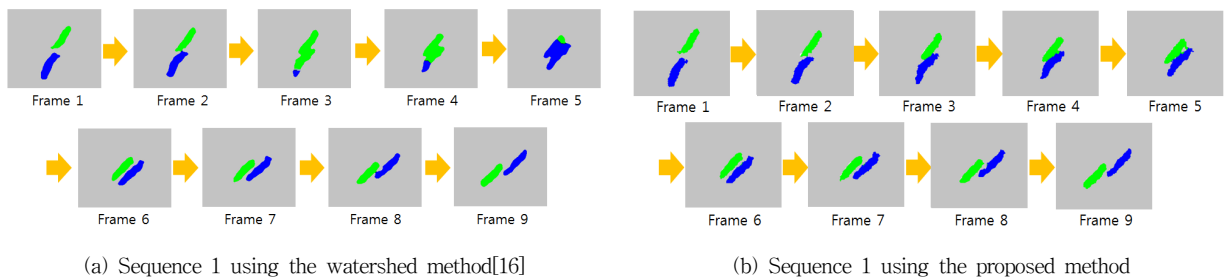 Frame 1 Frame 2 Frame 3 Frame 4 Frame 5
Frame 6 Frame 7 Frame 8 Frame 9
(a) Sequence 1 using the watershed method[16]
Frame 1 Frame 2 Frame 3 Frame 4 Frame 5
Frame 6 Frame 7 Frame 8 Frame 9
(b) Sequence 1 using the proposed method